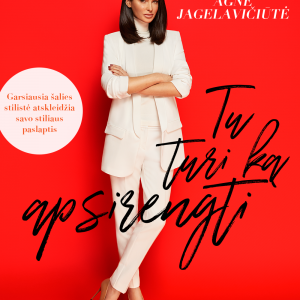 AGNĖ
JAGELAVIČIŪTĖ
Garsiausia šalies
stilistė atskleidžia
savo stiliaus
paslaptis
Tu
turi ką
apsirengti